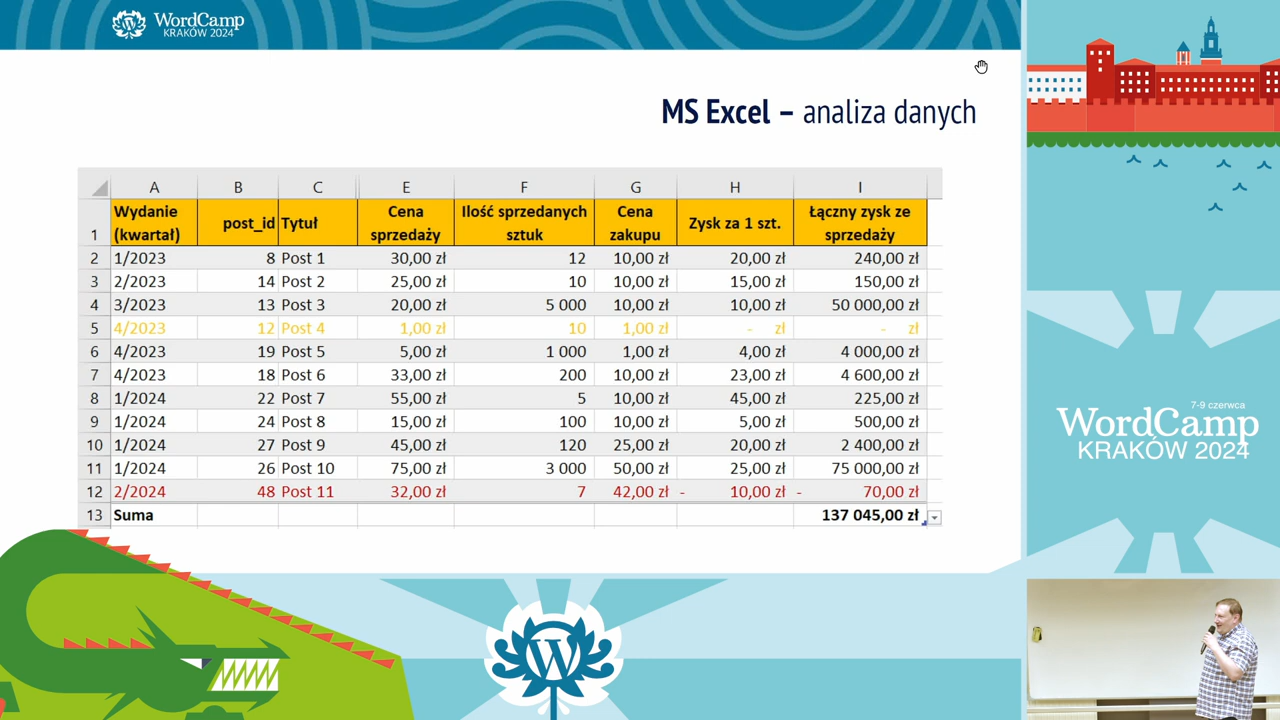 WordCamp
KRAKÓW 2024
MS Excel – analiza danych
A B C E F G H I
1 Wydanie (kwartał) post_id Tytuł Cena sprzedaży Ilość sprzedanych sztuk Cena zakupu Zysk za 1 szt. Łączny zysk ze sprzedaży
2 1/2023 8 Post 1 30,00 zł 12 10,00 zł 20,00 zł 240,00 zł
3 2/2023 14 Post 2 25,00 zł 10 10,00 zł 15,00 zł 150,00 zł
4 3/2023 13 Post 3 20,00 zł 5 000 10,00 zł 10,00 zł 50 000,00 zł
5 4/2023 12 Post 4 1,00 zł 10 1,00 zł - zł - zł
6 4/2023 19 Post 5 5,00 zł 1 000 1,00 zł 4,00 zł 4 000,00 zł
7 4/2023 18 Post 6 33,00 zł 200 10,00 zł 23,00 zł 4 600,00 zł
8 1/2024 22 Post 7 55,00 zł 5 10,00 zł 45,00 zł 225,00 zł
9 1/2024 24 Post 8 15,00 zł 100 10,00 zł 5,00 zł 500,00 zł
10 1/2024 27 Post 9 45,00 zł 120 25,00 zł 20,00 zł 2 400,00 zł
11 1/2024 26 Post 10 75,00 zł 3 000 50,00 zł 25,00 zł 75 000,00 zł
12 2/2024 48 Post 11 32,00 zł 7 42,00 zł - 10,00 zł - 70,00 zł
13 Suma 137 045,00 zł
7-9 czerwca
WordCamp
KRAKÓW 2024
W